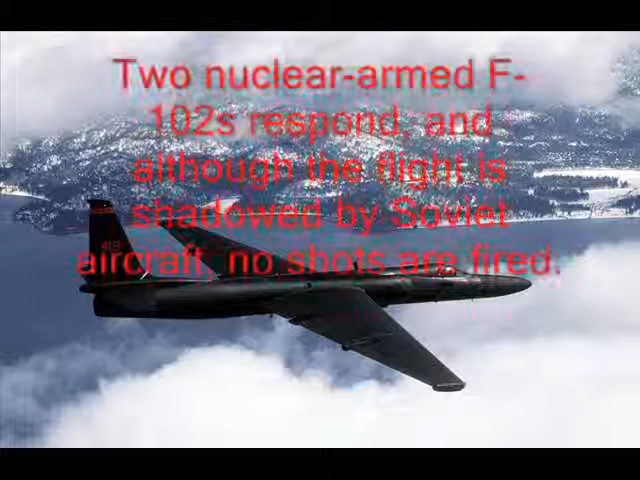 Two nuclear-armed F-
102s respond, and
although the flight is
shadowed by Soviet
aircraft, no shots are fired.